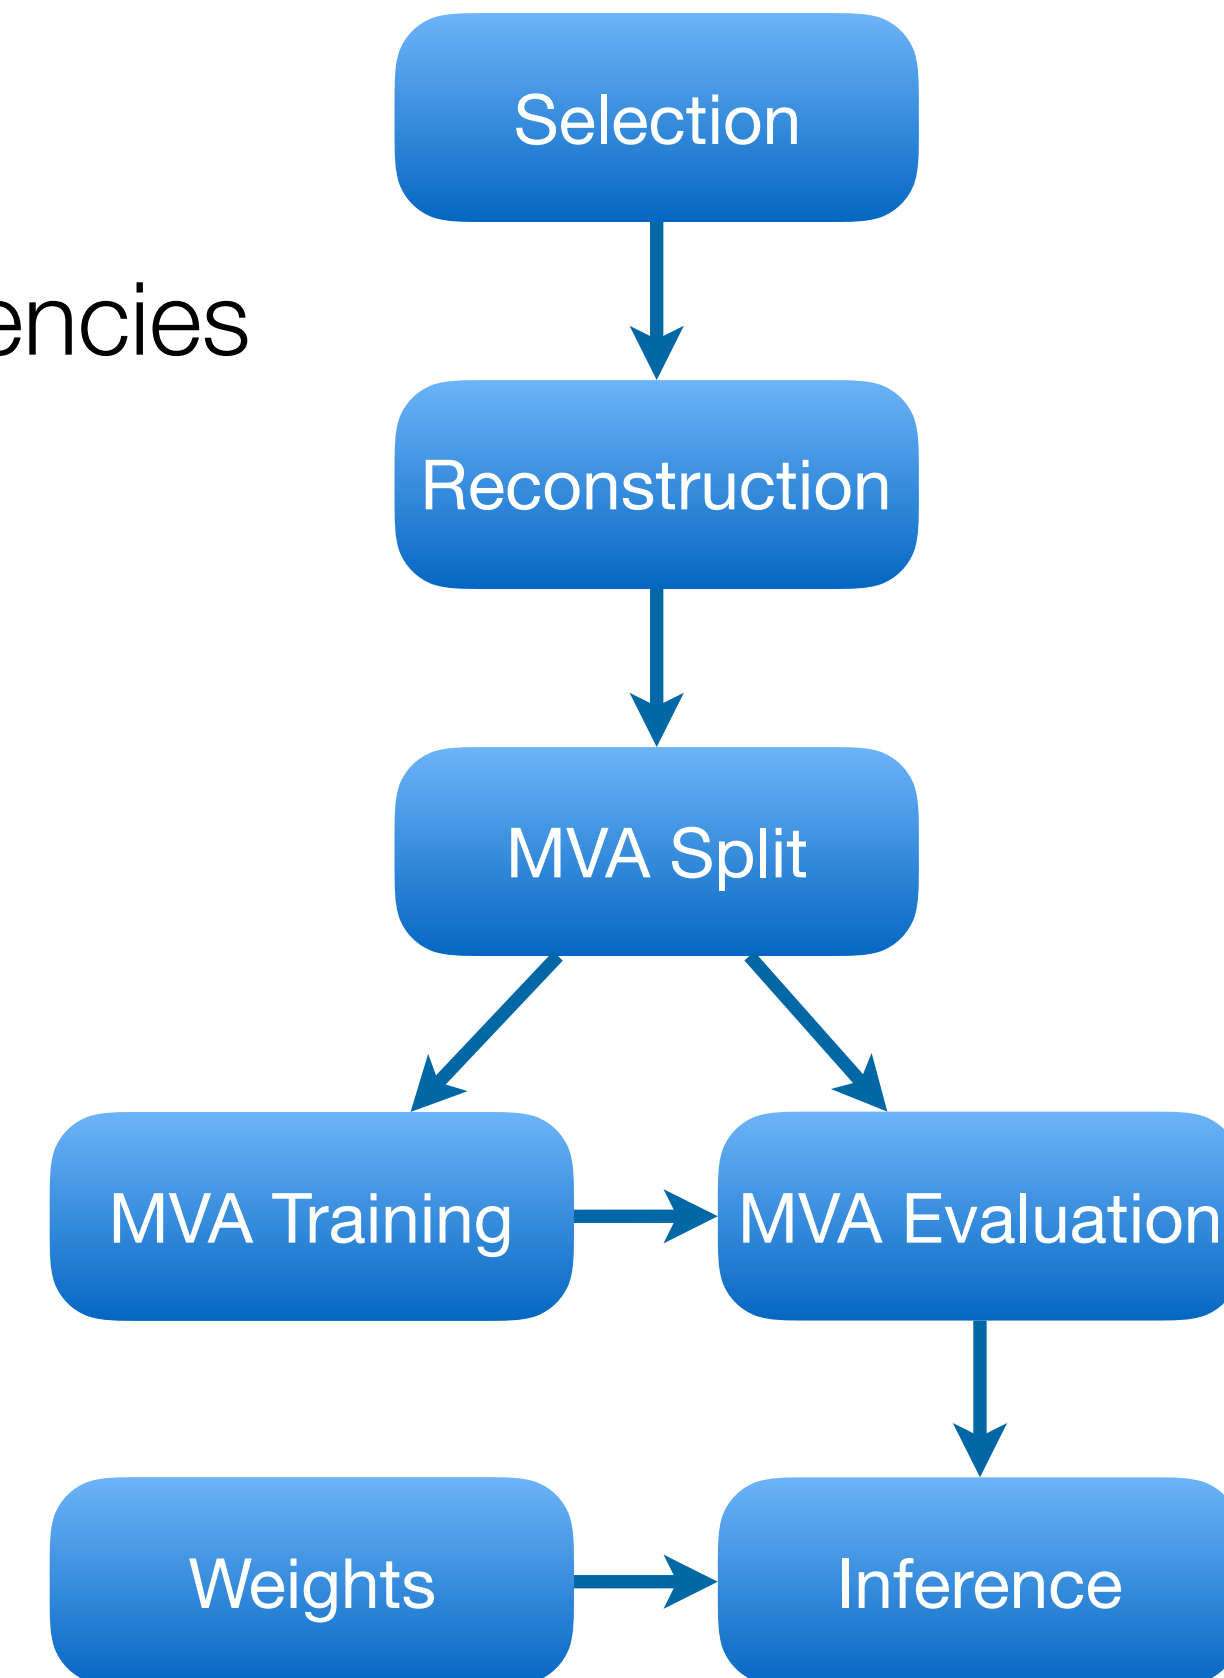 Selection
encies
Reconstruction
MVA Split
MVA Training
MVA Evaluation
Weights
Inference